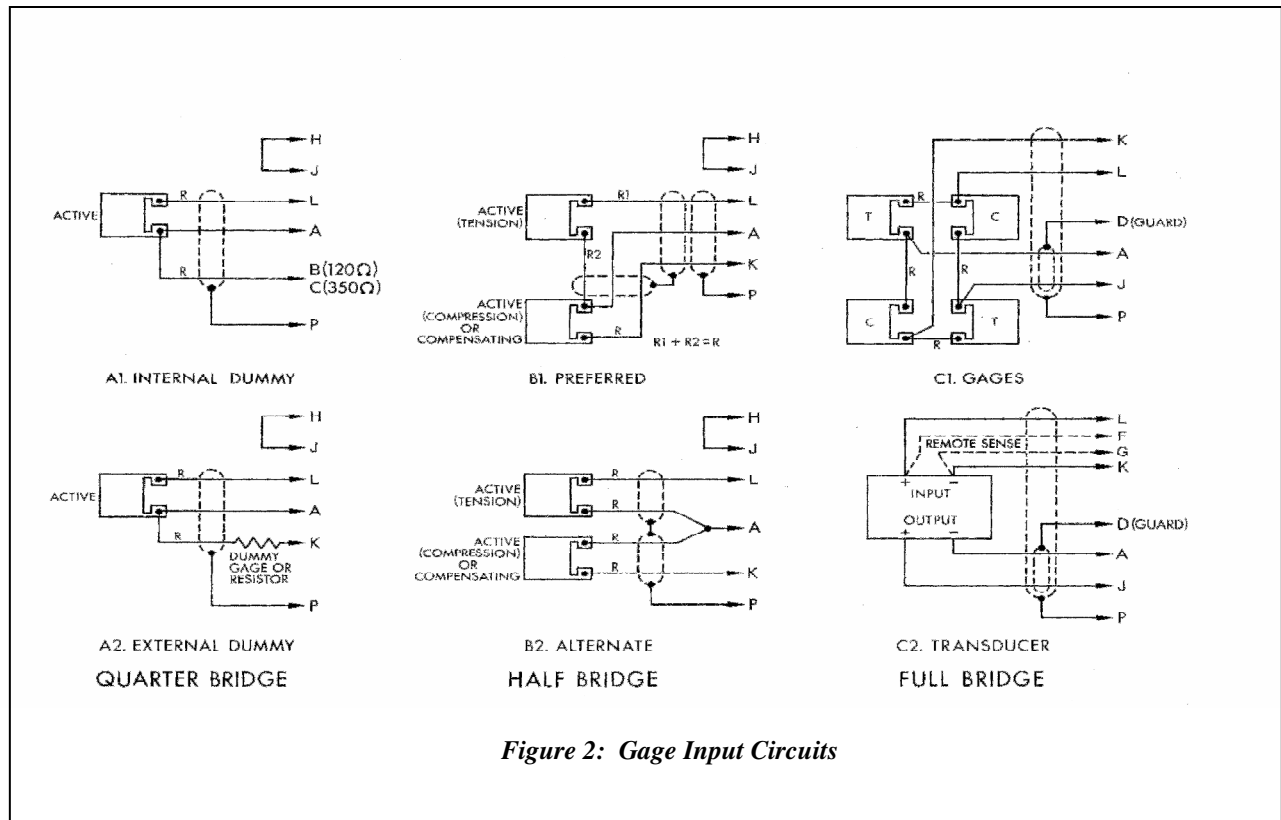 H
J
R
L
ACTIVE
A
R
B(120Ω)
C(350Ω)
P
A1. INTERNAL DUMMY
H
J
R1
L
ACTIVE
(TENSION)
A
R2
K
ACTIVE
(COMPRESSION)
OR
COMPENSATING
P
R
R1 + R2 = R
B1. PREFERRED
K
L
R
T
C
D(GUARD)
A
R
R
J
C
T
P
R
C1. GAGES
H
J
R
L
ACTIVE
A
R
K
DUMMY
GAGE OR
RESISTOR
P
A2. EXTERNAL DUMMY
QUARTER BRIDGE
H
J
R
L
ACTIVE
(TENSION)
R
A
ACTIVE
(COMPRESSION)
OR
COMPENSATING
R
R
K
P
B2. ALTERNATE
HALF BRIDGE
L
F
REMOTE SENSE
G
K
+ −
INPUT
OUTPUT
+ −
D(GUARD)
A
J
P
C2. TRANSDUCER
FULL BRIDGE
Figure 2: Gage Input Circuits